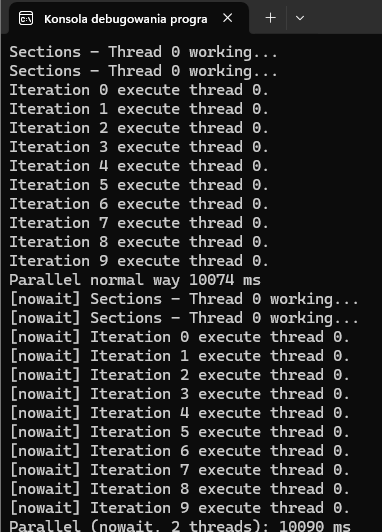 Konsola debugowania progra
Sections - Thread 0 working...
Sections - Thread 0 working...
Iteration 0 execute thread 0.
Iteration 1 execute thread 0.
Iteration 2 execute thread 0.
Iteration 3 execute thread 0.
Iteration 4 execute thread 0.
Iteration 5 execute thread 0.
Iteration 6 execute thread 0.
Iteration 7 execute thread 0.
Iteration 8 execute thread 0.
Iteration 9 execute thread 0.
Parallel normal way 10074 ms
[nowait] Sections - Thread 0 working...
[nowait] Sections - Thread 0 working...
[nowait] Iteration 0 execute thread 0.
[nowait] Iteration 1 execute thread 0.
[nowait] Iteration 2 execute thread 0.
[nowait] Iteration 3 execute thread 0.
[nowait] Iteration 4 execute thread 0.
[nowait] Iteration 5 execute thread 0.
[nowait] Iteration 6 execute thread 0.
[nowait] Iteration 7 execute thread 0.
[nowait] Iteration 8 execute thread 0.
[nowait] Iteration 9 execute thread 0.
Parallel (nowait, 2 threads): 10090 ms